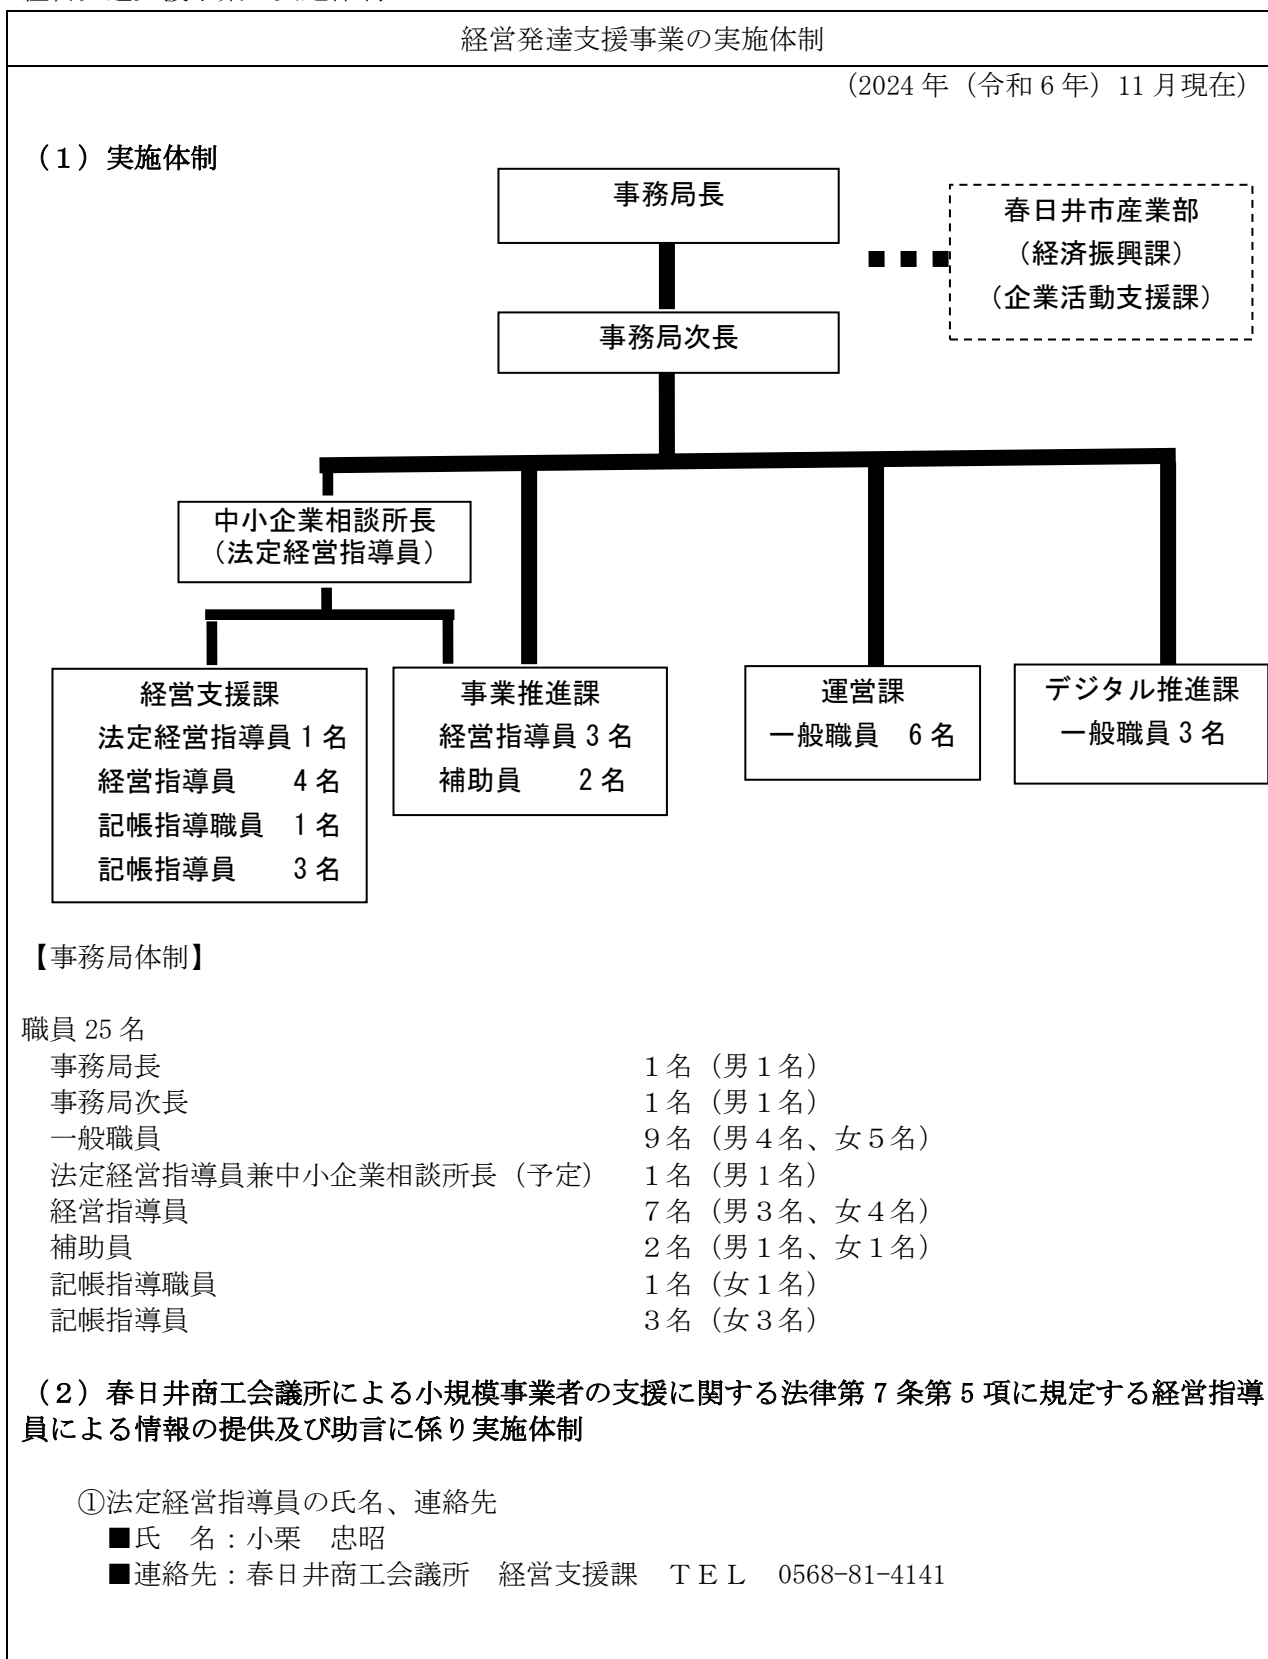 経営発達支援事業の実施体制
（2024 年（令和 6 年）11 月現在）
（１）実施体制
事務局長
春日井市産業部
（経済振興課）
（企業活動支援課）
事務局次長
中小企業相談所長
（法定経営指導員）
経営支援課
法定経営指導員 1 名
経営指導員　　4 名
記帳指導職員　1 名
記帳指導員　　3 名
事業推進課
経営指導員 3 名
補助員　　2 名
運営課
一般職員　6 名
デジタル推進課
一般職員 3 名
【事務局体制】
職員 25 名
事務局長　１名（男１名）
事務局次長　１名（男１名）
一般職員　９名（男４名、女５名）
法定経営指導員兼中小企業相談所長（予定）　１名（男１名）
経営指導員　７名（男３名、女４名）
補助員　２名（男１名、女１名）
記帳指導職員　１名（女１名）
記帳指導員　３名（女３名）
（２）春日井商工会議所による小規模事業者の支援に関する法律第 7 条第 5 項に規定する経営指導
員による情報の提供及び助言に係り実施体制
①法定経営指導員の氏名、連絡先
■氏　名：小栗　忠昭
■連絡先：春日井商工会議所　経営支援課　ＴＥＬ　0568-81-4141